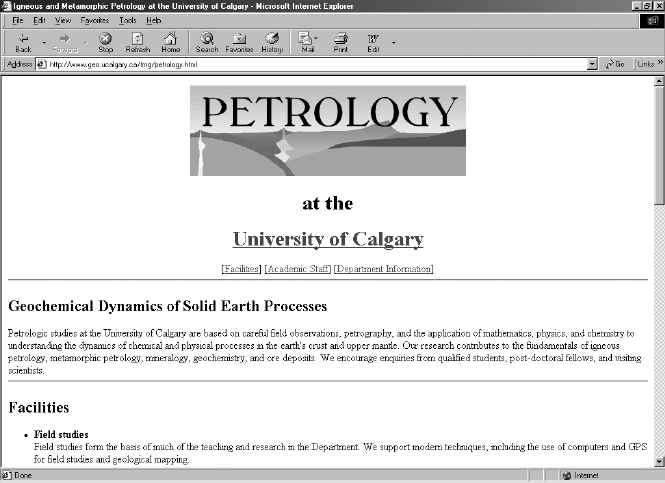 Igneous and Metamorphic Petrology at the University of Calgary - Microsoft Internet Explorer
File Edit View Favorites Tools Help
Back Forward Stop Refresh Home Search Favorites History Mail Print Edit
Address http://www.geo.ucalgary.ca/tmg/petrology.html Go Links »
PETROLOGY
at the
University of Calgary
[Facilities] [Academic Staff] [Department Information]
Geochemical Dynamics of Solid Earth Processes
Petrologic studies at the University of Calgary are based on careful field observations, petrography, and the application of mathematics, physics, and chemistry to
understanding the dynamics of chemical and physical processes in the earth's crust and upper mantle. Our research contributes to the fundamentals of igneous
petrology, metamorphic petrology, mineralogy, geochemistry, and ore deposits. We encourage enquiries from qualified students, post-doctoral fellows, and visiting
scientists.
Facilities
• Field studies
Field studies form the basis of much of the teaching and research in the Department. We support modern techniques, including the use of computers and GPS
for field studies and geological mapping.
Done Internet